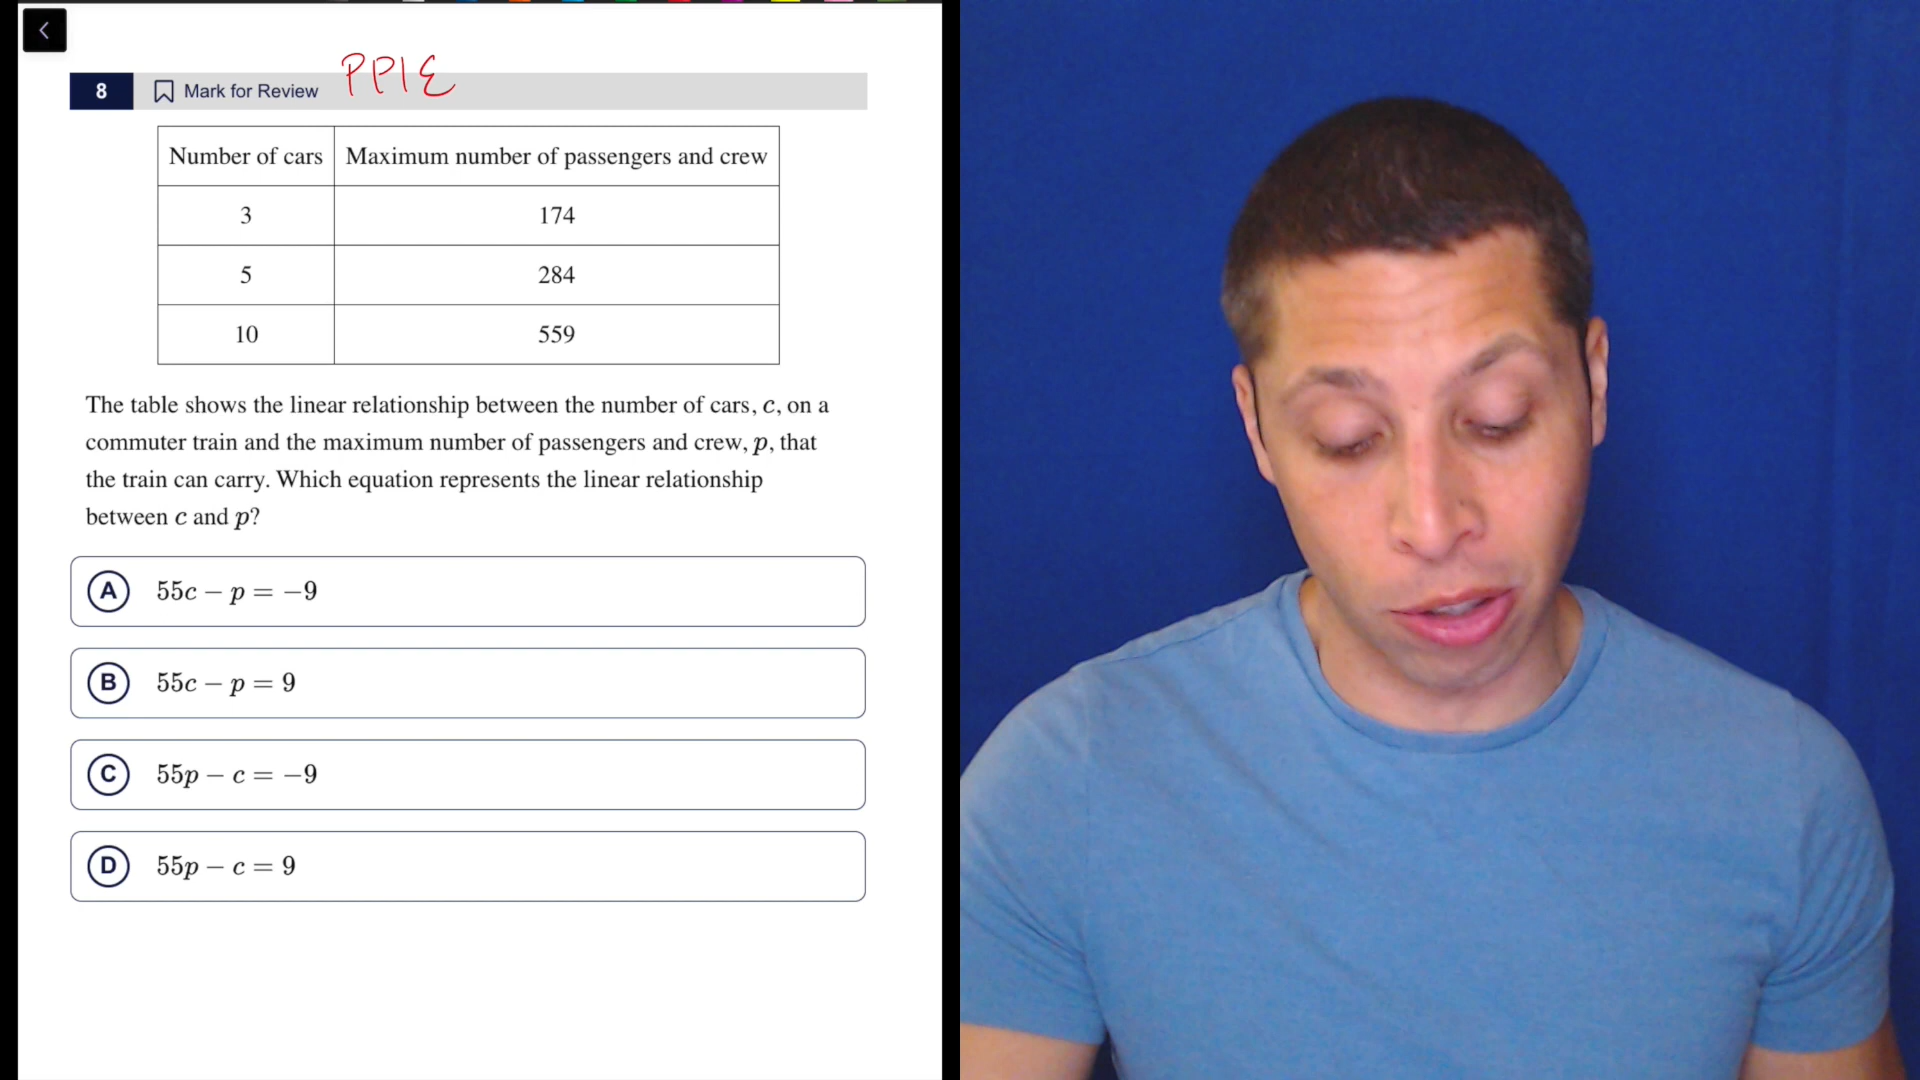 PPIE
8 Mark for Review
Number of cars Maximum number of passengers and crew
3 174
5 284
10 559
The table shows the linear relationship between the number of cars, c, on a
commuter train and the maximum number of passengers and crew, p, that
the train can carry. Which equation represents the linear relationship
between c and p?
A 55c − p = −9
B 55c − p = 9
C 55p − c = −9
D 55p − c = 9